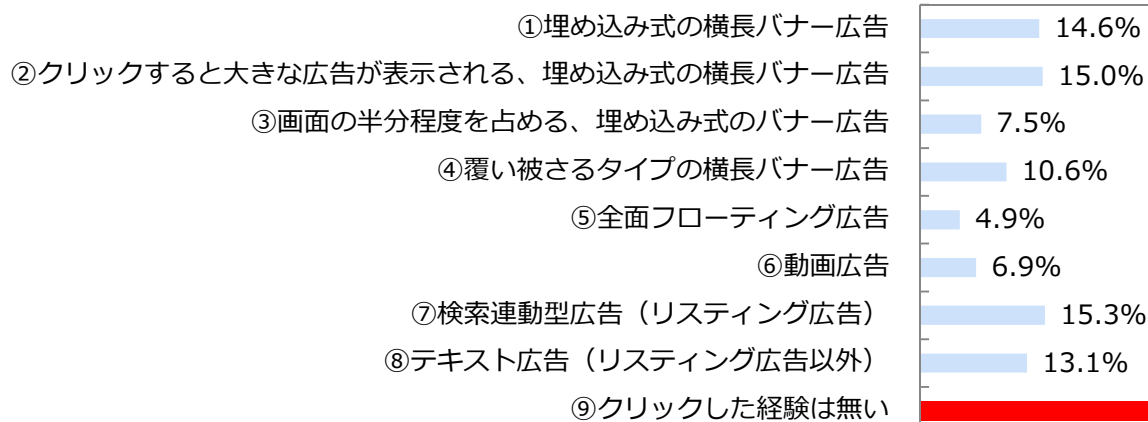 ①埋め込み式の横長バナー広告 14.6%
②クリックすると大きな広告が表示される、埋め込み式の横長バナー広告 15.0%
③画面の半分程度を占める、埋め込み式のバナー広告 7.5%
④覆い被さるタイプの横長バナー広告 10.6%
⑤全面フローティング広告 4.9%
⑥動画広告 6.9%
⑦検索連動型広告（リスティング広告） 15.3%
⑧テキスト広告（リスティング広告以外） 13.1%
⑨クリックした経験は無い